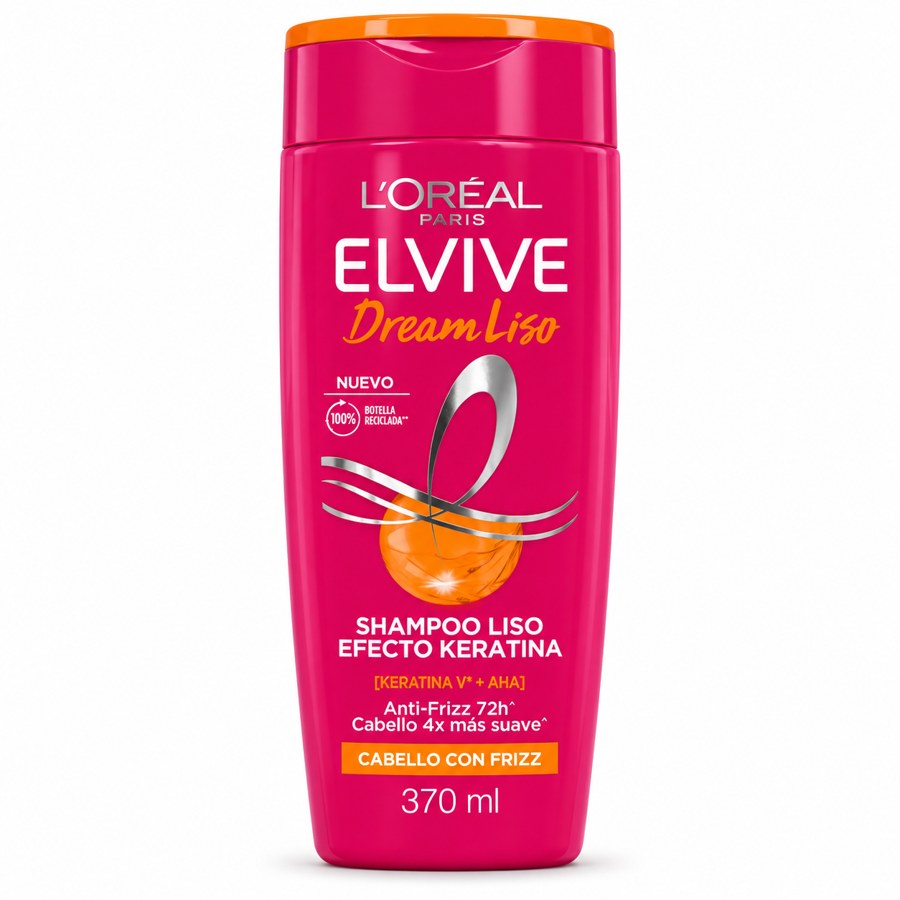 L'ORÉAL
PARIS
ELVIVE
Dream Liso
NUEVO
100%
BOTELLA
RECICLADA**
SHAMPOO LISO
EFECTO KERATINA
[KERATINA V* + AHA]
Anti-Frizz 72h^
Cabello 4x más suave^
CABELLO CON FRIZZ
370 ml